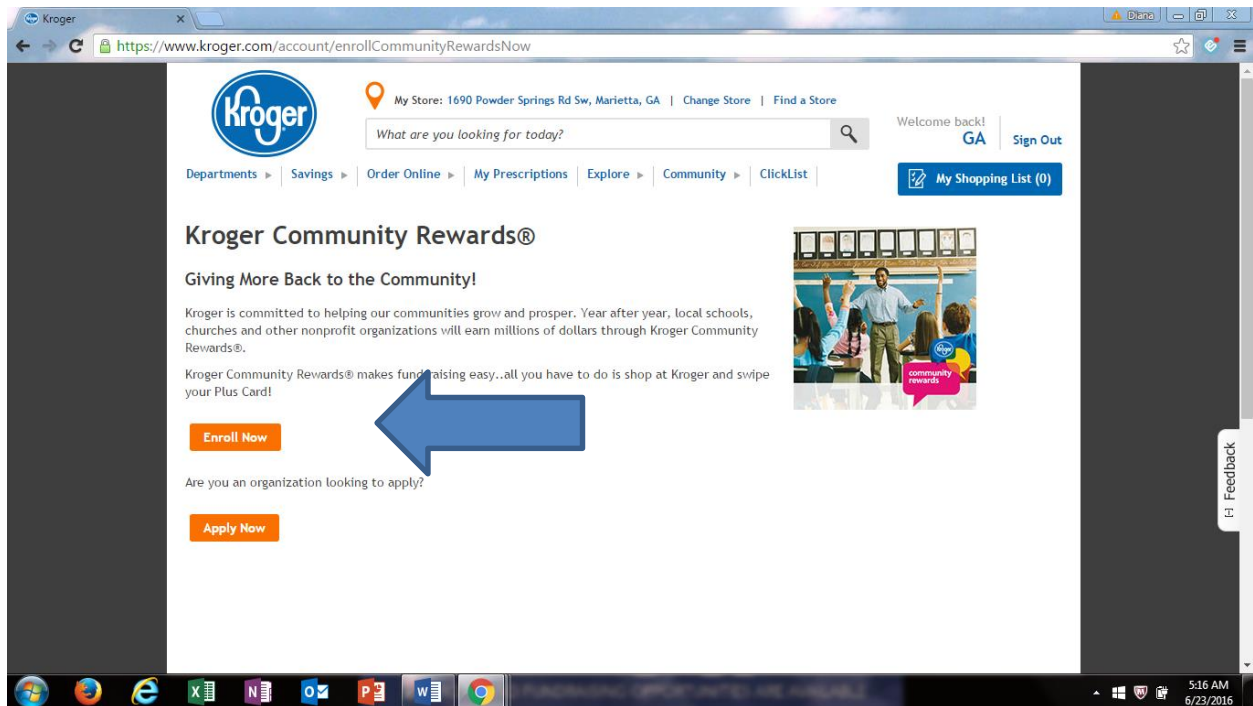 Kroger
Diana
https://www.kroger.com/account/enrollCommunityRewardsNow
Kroger
My Store: 1690 Powder Springs Rd Sw, Marietta, GA | Change Store | Find a Store
What are you looking for today?
Welcome back!
GA
Sign Out
Departments
Savings
Order Online
My Prescriptions
Explore
Community
ClickList
My Shopping List (0)
Kroger Community Rewards®
Giving More Back to the Community!
Kroger is committed to helping our communities grow and prosper. Year after year, local schools,
churches and other nonprofit organizations will earn millions of dollars through Kroger Community
Rewards®.
Kroger Community Rewards® makes fundraising easy..all you have to do is shop at Kroger and swipe
your Plus Card!
Kroger
community
rewards
Enroll Now
Are you an organization looking to apply?
Apply Now
[-] Feedback
5:16 AM
6/23/2016